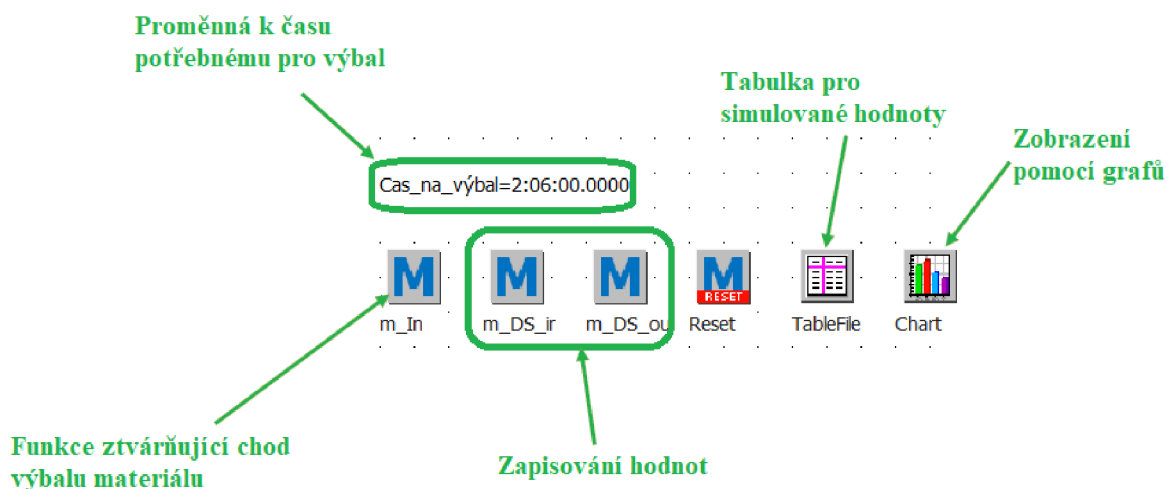 Proměnná k času
potřebnému pro výbal
Tabulka pro
simulované hodnoty
Zobrazení
pomocí grafů
Cas_na_výbal=2:06:00.0000
M M M M
RESET
m_In m_DS_ir m_DS_ou Reset TableFile Chart
Funkce ztvárňující chod
výbalu materiálu
Zapisování hodnot